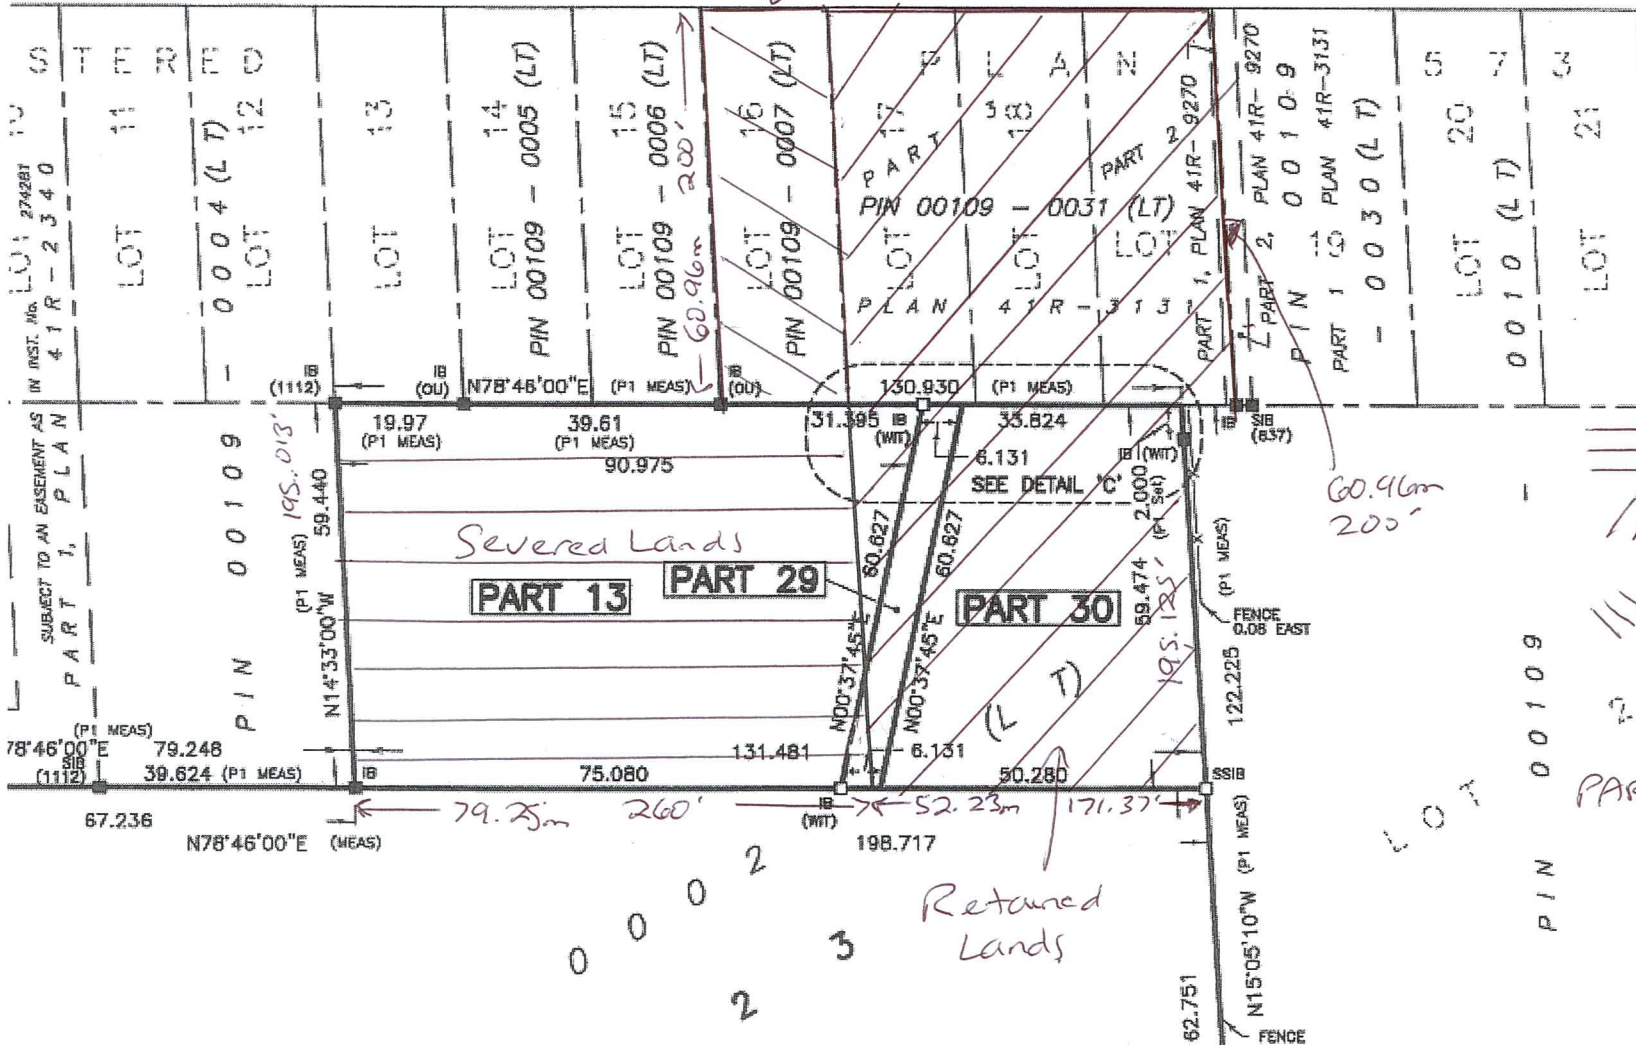 S T E R E D
P L A N
LOT 11
LOT 12
LOT 13
LOT 14
LOT 15
LOT 16
LOT 17
LOT 18
LOT
LOT 20
LOT 21
IN INST. No. 274281
41R-2340
- 0004 (LT)
PIN 00109 - 0005 (LT)
PIN 00109 - 0006 (LT)
PIN 00109 - 0007 (LT)
200'
60.96m
PART 3
PART 2
PIN 00109 - 0031 (LT)
PLAN 41R-3131
PART 1, PLAN 41R-9270
PART 2, PLAN 41R-9270
PIN 00109
PART 1 PLAN 41R-3131
- 0030 (LT)
0010 (LT)
IB
(1112)
IB
(OU)
N78°46'00"E (P1 MEAS)
IB
(OU)
130.930 (P1 MEAS)
19.97
(P1 MEAS)
39.61
(P1 MEAS)
31.395
IB
(WIT)
33.824
IB
SIB
(837)
90.975
6.131
IB (WIT)
SEE DETAIL 'C'
2.000
(P1 Set)
SUBJECT TO AN EASEMENT AS
PART 1, PLAN
PIN 00109
195.013'
59.440
(P1 MEAS)
N14°33'00"W
Severed Lands
PART 13
PART 29
PART 30
60.627
60.627
N00°37'45"E
N00°37'45"E
59.474
195.125'
(P1 MEAS)
60.96m
200'
FENCE
0.08 EAST
122.225
(LT)
(P1 MEAS)
78°46'00"E
79.248
SIB
(1112)
39.624 (P1 MEAS)
IB
131.481
6.131
75.080
50.280
SSIB
67.236
79.25m 260'
IB
(WIT)
52.23m 171.37'
N78°46'00"E (MEAS)
198.717
0002
2 3
Retained
Lands
62.751
N15°05'10"W (P1 MEAS)
FENCE
LOT
PIN 00109 -
PAR